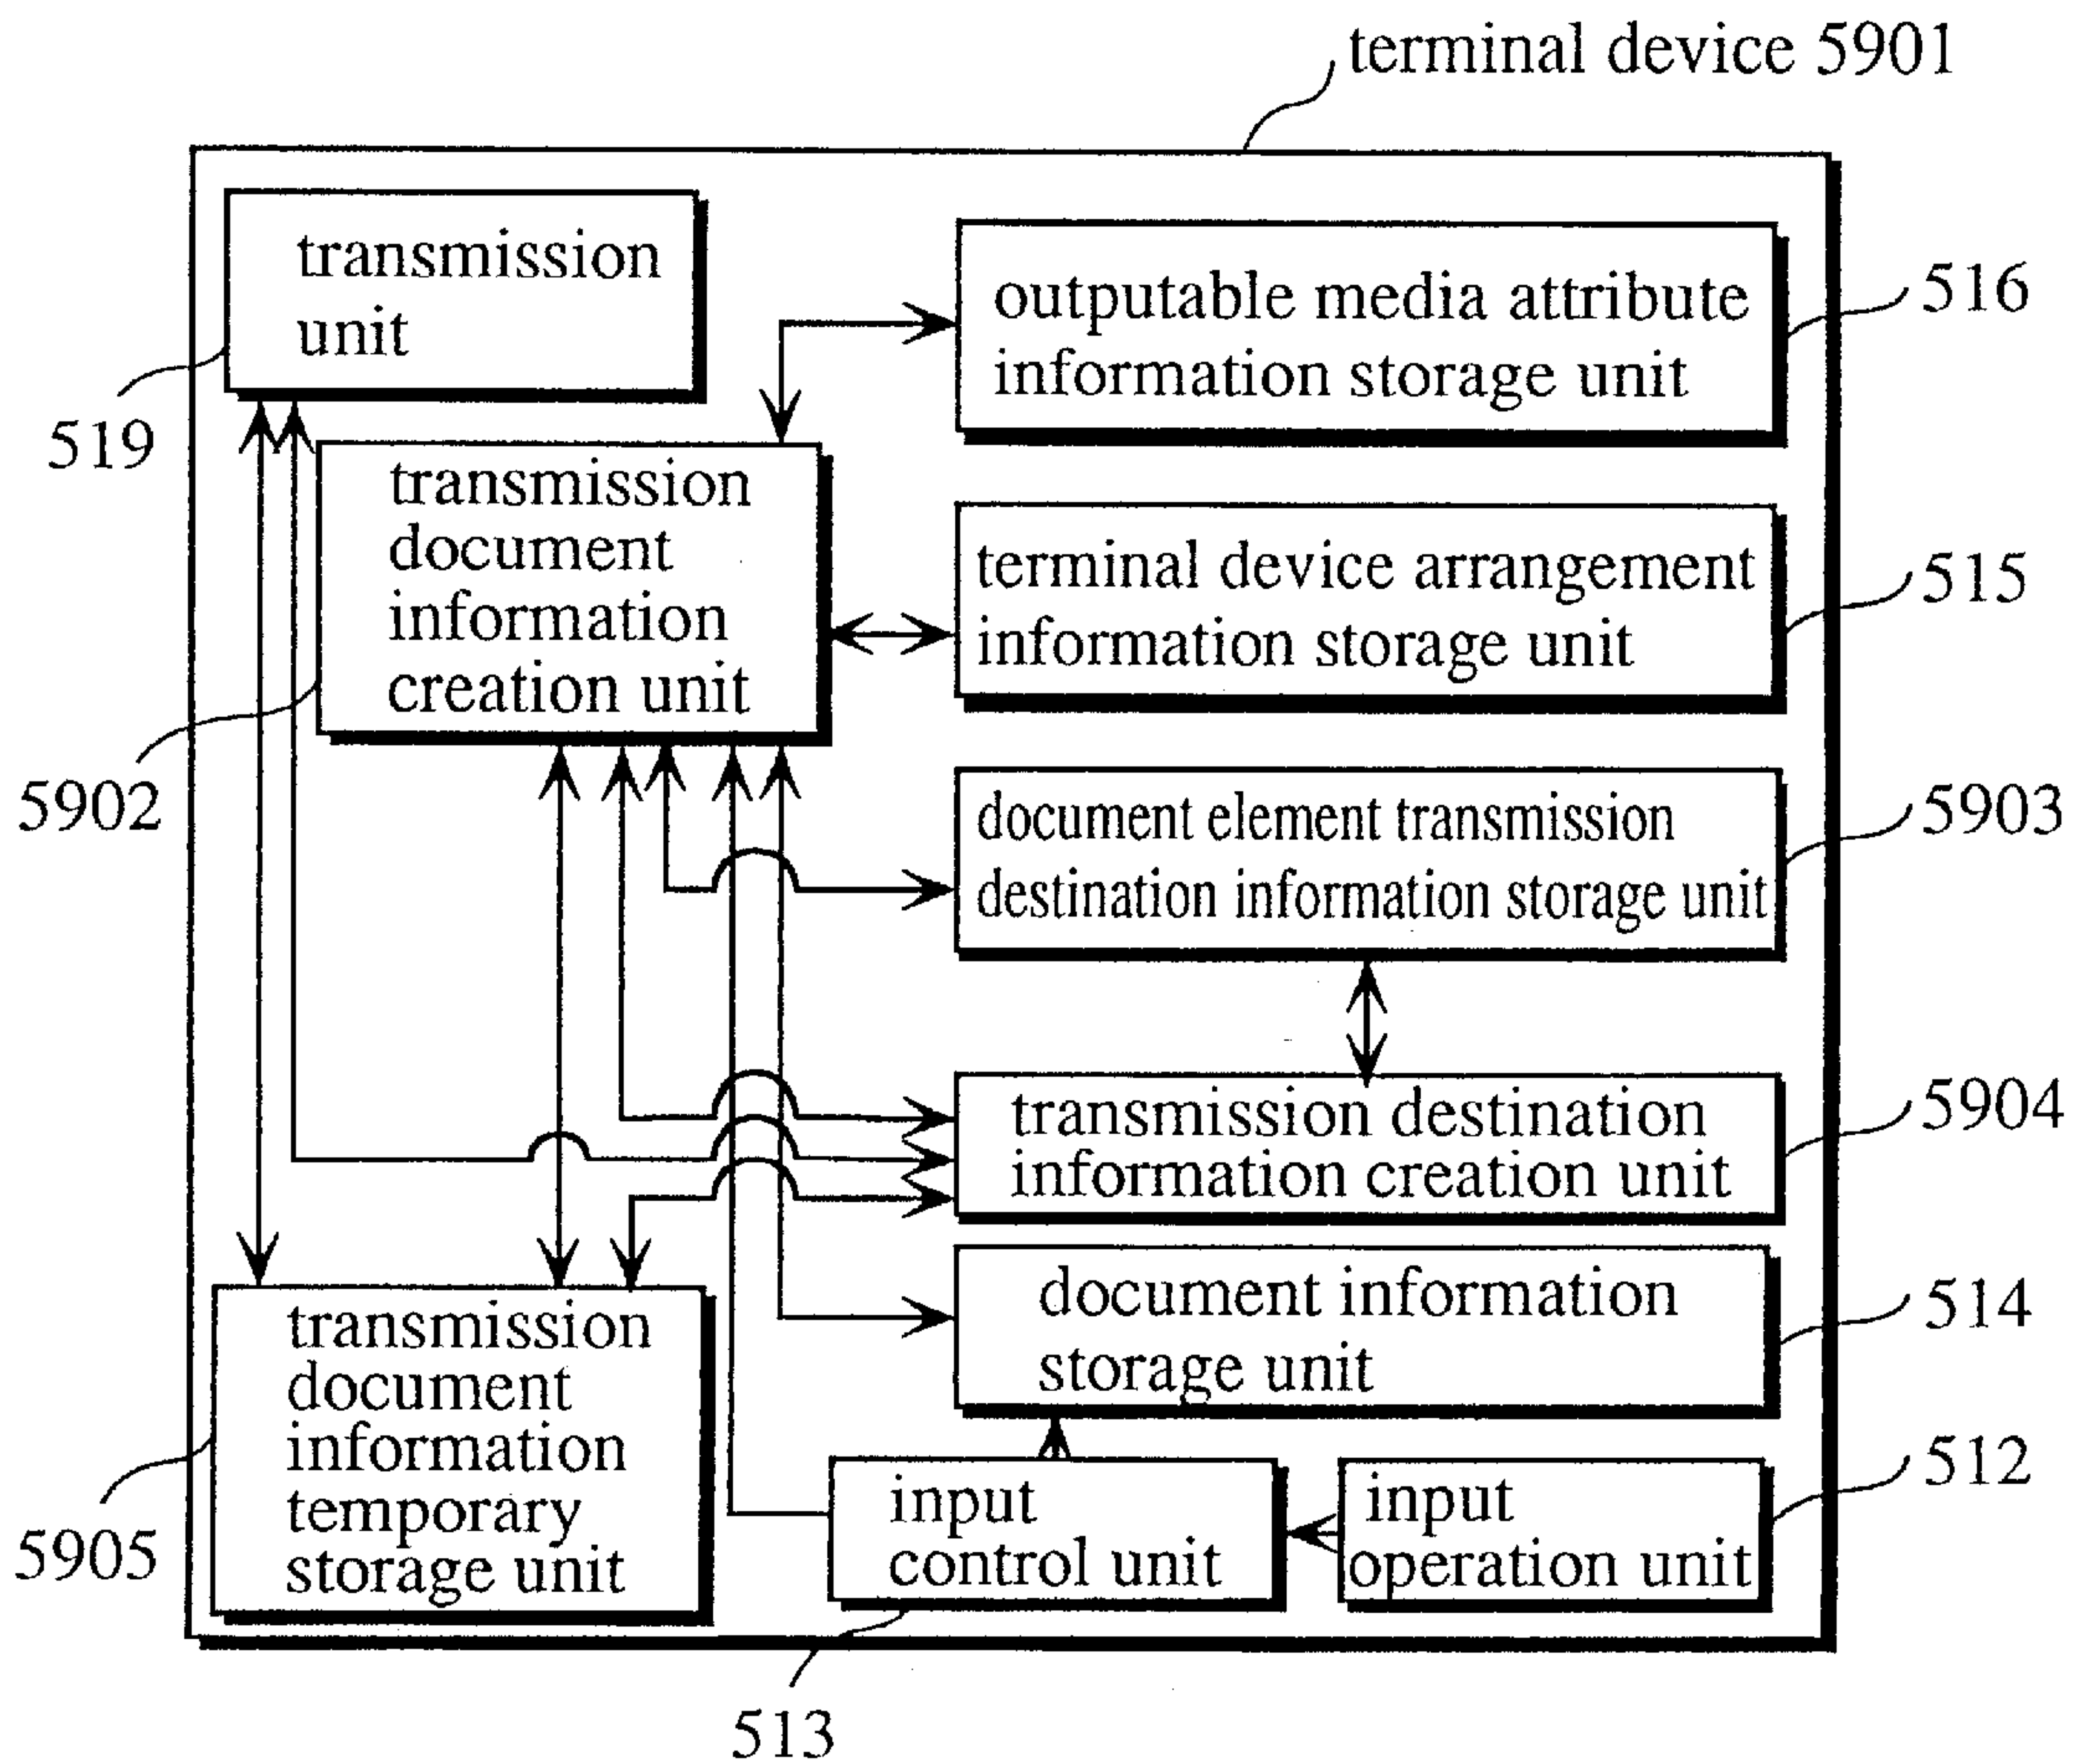 terminal device 5901
transmission
unit
519
outputable media attribute
information storage unit
516
transmission
document
information
creation unit
5902
terminal device arrangement
information storage unit
515
document element transmission
destination information storage unit
5903
transmission destination
information creation unit
5904
document information
storage unit
514
transmission
document
information
temporary
storage unit
5905
input
control unit
513
input
operation unit
512